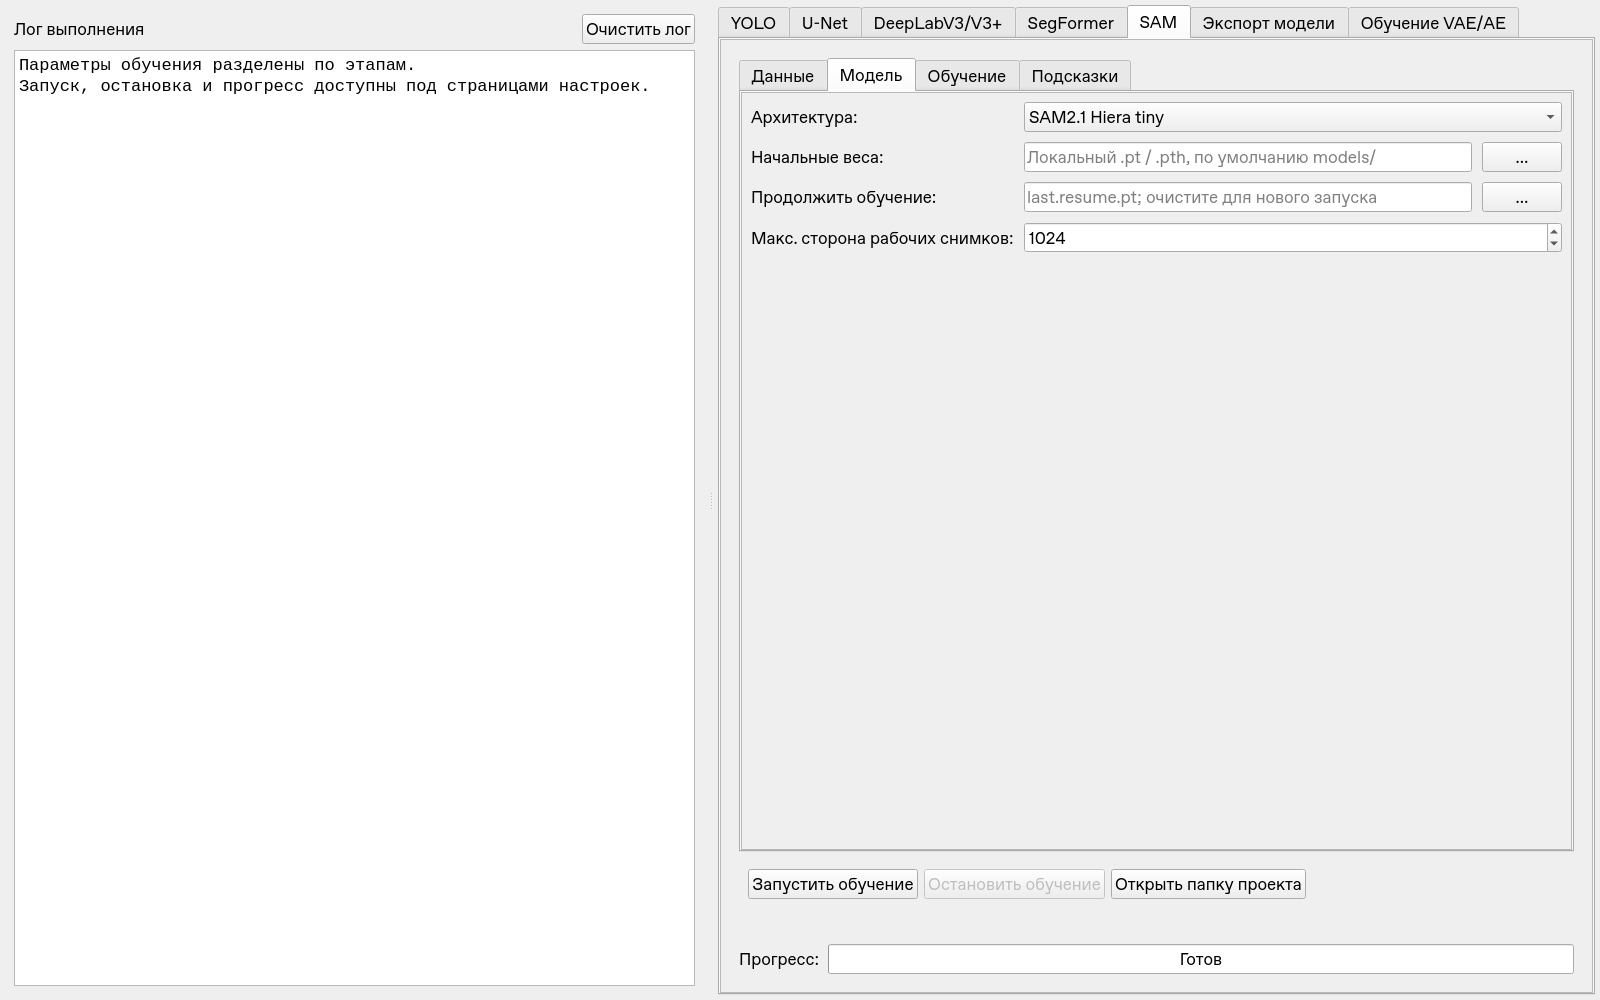 Лог выполнения
Очистить лог
Параметры обучения разделены по этапам.
Запуск, остановка и прогресс доступны под страницами настроек.
YOLO
U-Net
DeepLabV3/V3+
SegFormer
SAM
Экспорт модели
Обучение VAE/AE
Данные
Модель
Обучение
Подсказки
Архитектура:
SAM2.1 Hiera tiny
Начальные веса:
Локальный .pt / .pth, по умолчанию models/
...
Продолжить обучение:
last.resume.pt; очистите для нового запуска
...
Макс. сторона рабочих снимков:
1024
Запустить обучение
Остановить обучение
Открыть папку проекта
Прогресс:
Готов